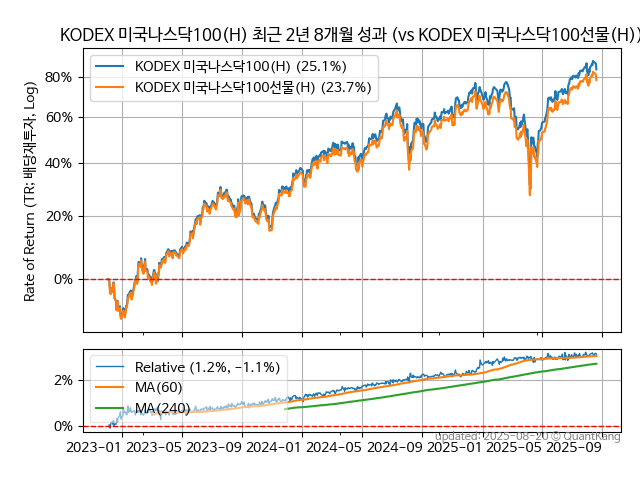 KODEX 미국나스닥100(H) 최근 2년 8개월 성과 (vs KODEX 미국나스닥100선물(H))
KODEX 미국나스닥100(H) (25.1%)
KODEX 미국나스닥100선물(H) (23.7%)
Rate of Return (TR: 배당재투자, Log)
80%
60%
40%
20%
0%
Relative (1.2%, −1.1%)
MA(60)
MA(240)
2%
0%
2023−01 2023−05 2023−09 2024−01 2024−05 2024−09 2025−01 2025−05 2025−09
updated: 2025−08−20 © QuantKang